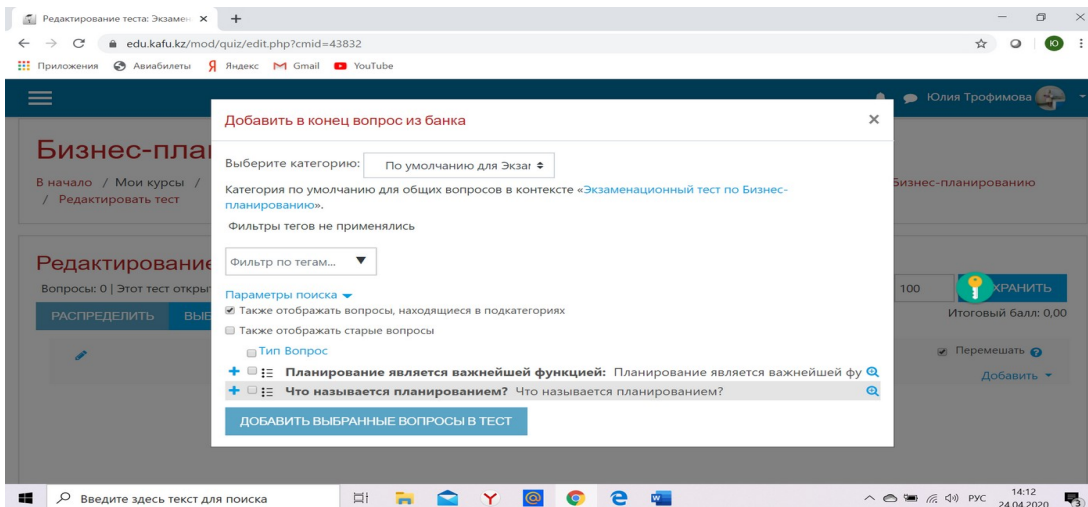 Редактирование теста: Экзамен
edu.kafu.kz/mod/quiz/edit.php?cmid=43832
Ю
Приложения Авиабилеты Яндекс Gmail YouTube
Юлия Трофимова
Добавить в конец вопрос из банка
Бизнес-пла
Выберите категорию: По умолчанию для Экзаг
В начало / Мои курсы / Бизнес-планированию
Категория по умолчанию для общих вопросов в контексте «Экзаменационный тест по Бизнес-
планированию».
/ Редактировать тест
Фильтры тегов не применялись
Редактирование
Фильтр по тегам...
Вопросы: 0 | Этот тест откры 100 ХРАНИТЬ
Параметры поиска
РАСПРЕДЕЛИТЬ ВЫБ Итоговый балл: 0,00
Также отображать вопросы, находящиеся в подкатегориях
Также отображать старые вопросы
Тип Вопрос
Перемешать
Планирование является важнейшей функцией: Планирование является важнейшей фу
Добавить
Что называется планированием? Что называется планированием?
ДОБАВИТЬ ВЫБРАННЫЕ ВОПРОСЫ В ТЕСТ
Введите здесь текст для поиска
РУС 14:12
24.04.2020
3